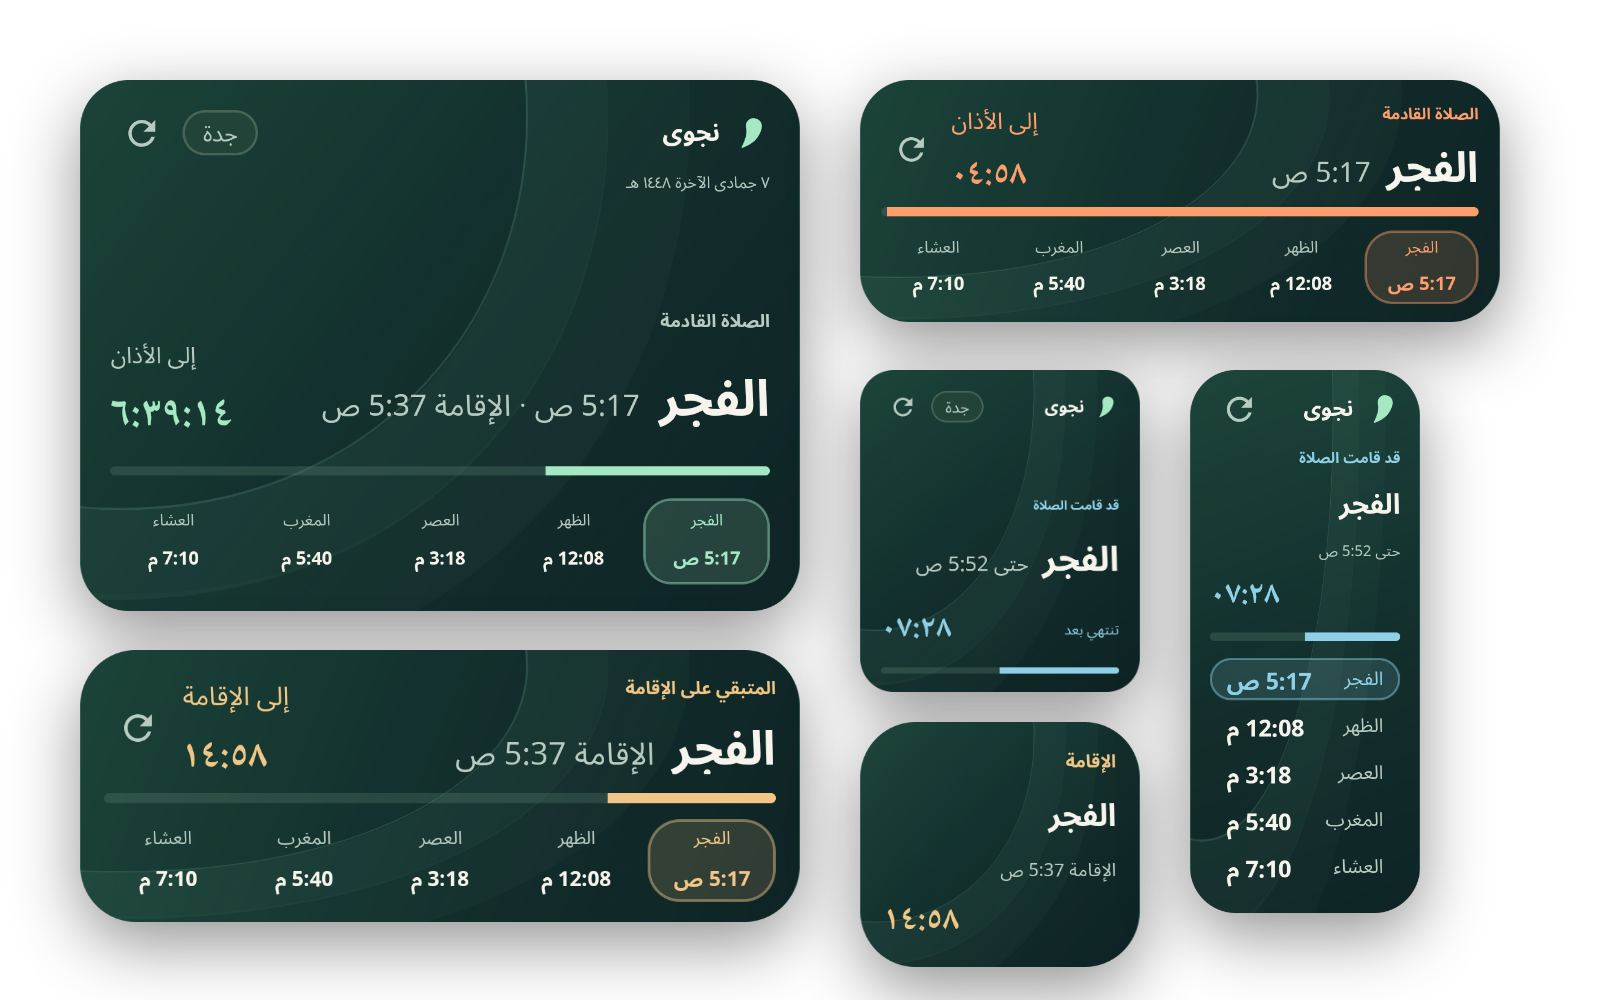 نجوى
جدة
٧ جمادى الآخرة ١٤٤٨ هـ
الصلاة القادمة
إلى الأذان
الفجر 5:17 ص · الإقامة 5:37 ص
٦:٣٩:١٤
الفجر الظهر العصر المغرب العشاء
5:17 ص 12:08 م 3:18 م 5:40 م 7:10 م
الصلاة القادمة
إلى الأذان
الفجر 5:17 ص
٠٤:٥٨
الفجر الظهر العصر المغرب العشاء
5:17 ص 12:08 م 3:18 م 5:40 م 7:10 م
المتبقي على الإقامة
إلى الإقامة
الفجر الإقامة 5:37 ص
١٤:٥٨
الفجر الظهر العصر المغرب العشاء
5:17 ص 12:08 م 3:18 م 5:40 م 7:10 م
نجوى
جدة
قد قامت الصلاة
الفجر حتى 5:52 ص
تنتهي بعد ٠٧:٢٨
الإقامة
الفجر
الإقامة 5:37 ص
١٤:٥٨
نجوى
قد قامت الصلاة
الفجر
حتى 5:52 ص
٠٧:٢٨
الفجر 5:17 ص
الظهر 12:08 م
العصر 3:18 م
المغرب 5:40 م
العشاء 7:10 م